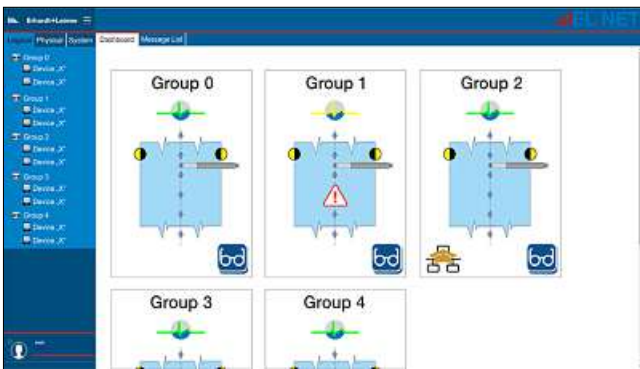 Erhardt+Leimer
EL.NET
Logical Physical System Dashboard Message List
Group 0
Device „X"
Device „X"
Group 1
Device „X"
Device „X"
Group 2
Device „X"
Device „X"
Group 3
Device „X"
Device „X"
Group 4
Device „X"
Device „X"
Group 0
Group 1
Group 2
Group 3
Group 4